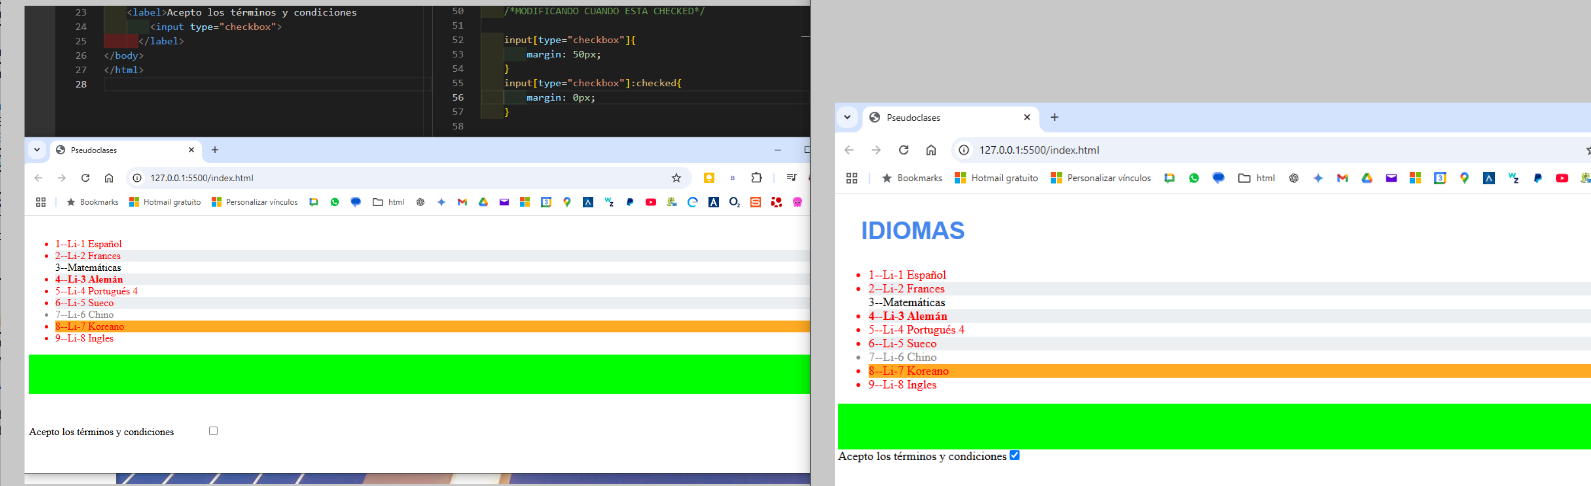 23 <label>Acepto los términos y condiciones
24 <input type="checkbox">
25 </label>
26 </body>
27 </html>
28
50 /*MODIFICANDO CUANDO ESTA CHECKED*/
51
52 input[type="checkbox"]{
53 margin: 50px;
54 }
55 input[type="checkbox"]:checked{
56 margin: 0px;
57 }
58
Pseudoclases
127.0.0.1:5500/index.html
Bookmarks Hotmail gratuito Personalizar vínculos html
1--Li-1 Español
2--Li-2 Frances
3--Matemáticas
4--Li-3 Alemán
5--Li-4 Portugués 4
6--Li-5 Sueco
7--Li-6 Chino
8--Li-7 Koreano
9--Li-8 Ingles
Acepto los términos y condiciones
Pseudoclases
127.0.0.1:5500/index.html
Bookmarks Hotmail gratuito Personalizar vínculos html
IDIOMAS
1--Li-1 Español
2--Li-2 Frances
3--Matemáticas
4--Li-3 Alemán
5--Li-4 Portugués 4
6--Li-5 Sueco
7--Li-6 Chino
8--Li-7 Koreano
9--Li-8 Ingles
Acepto los términos y condiciones